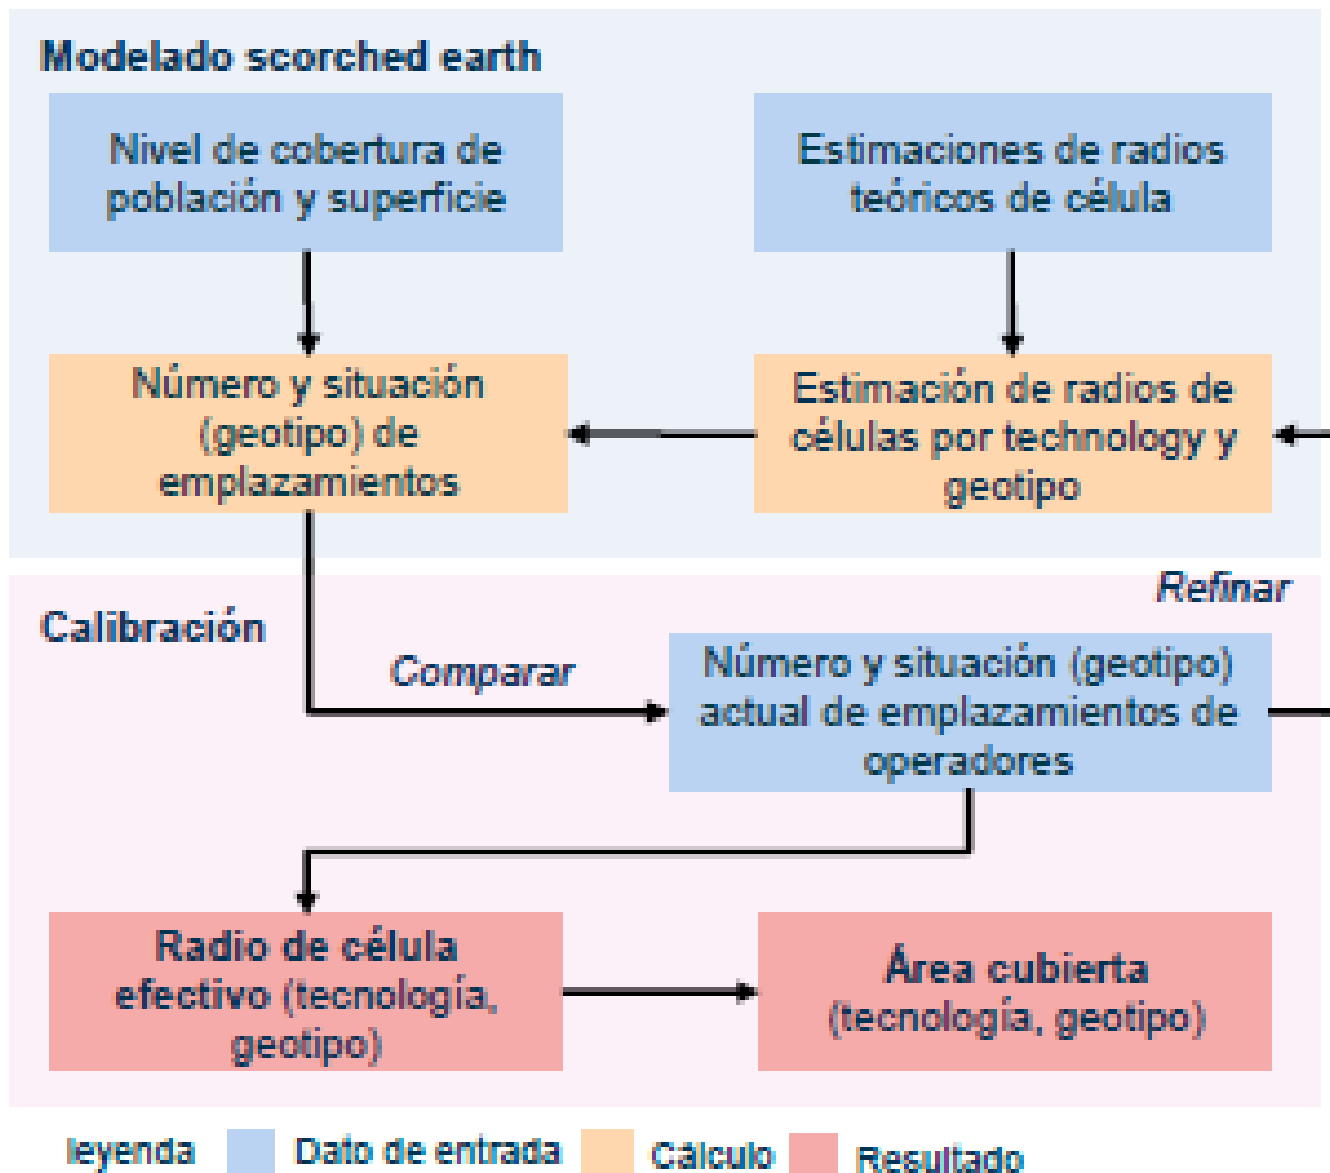 Modelado scorched earth
Nivel de cobertura de
población y superficie
Estimaciones de radios
teóricos de célula
Número y situación
(geotipo) de
emplazamientos
Estimación de radios de
células por technology y
geotipo
Refinar
Calibración
Comparar
Número y situación (geotipo)
actual de emplazamientos de
operadores
Radio de célula
efectivo (tecnología,
geotipo)
Área cubierta
(tecnología, geotipo)
leyenda Dato de entrada Cálculo Resultado